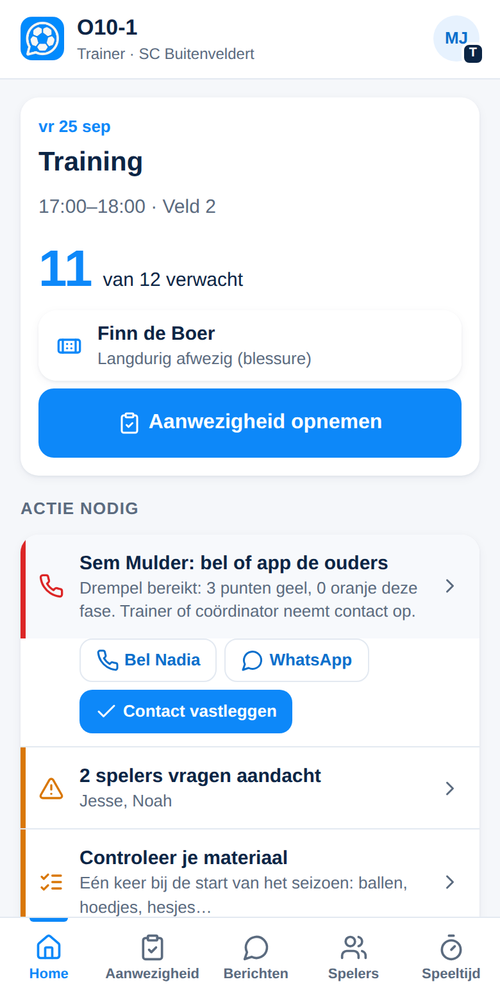 O10-1
Trainer · SC Buitenveldert
MJ
T
vr 25 sep
Training
17:00–18:00 · Veld 2
11 van 12 verwacht
Finn de Boer
Langdurig afwezig (blessure)
Aanwezigheid opnemen
ACTIE NODIG
Sem Mulder: bel of app de ouders
Drempel bereikt: 3 punten geel, 0 oranje deze
fase. Trainer of coördinator neemt contact op.
Bel Nadia
WhatsApp
Contact vastleggen
2 spelers vragen aandacht
Jesse, Noah
Controleer je materiaal
Eén keer bij de start van het seizoen: ballen,
hoedjes, hesjes…
Home
Aanwezigheid
Berichten
Spelers
Speeltijd